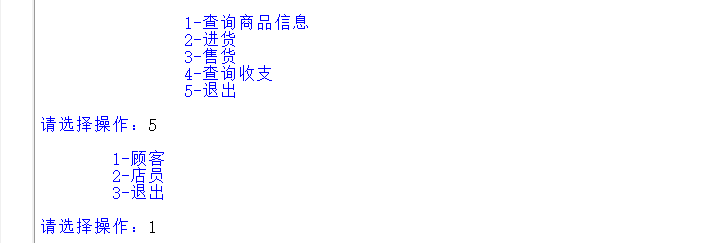 1-查询商品信息
2-进货
3-售货
4-查询收支
5-退出
请选择操作：5
1-顾客
2-店员
3-退出
请选择操作：1